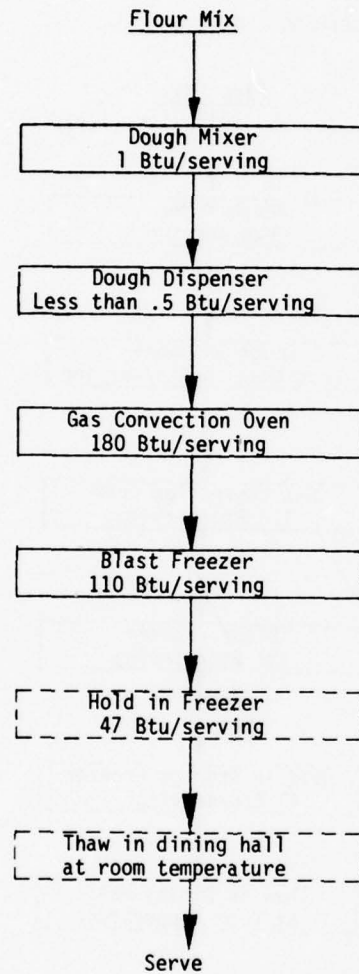 Flour Mix
Dough Mixer
1 Btu/serving
Dough Dispenser
Less than .5 Btu/serving
Gas Convection Oven
180 Btu/serving
Blast Freezer
110 Btu/serving
Hold in Freezer
47 Btu/serving
Thaw in dining hall
at room temperature
Serve